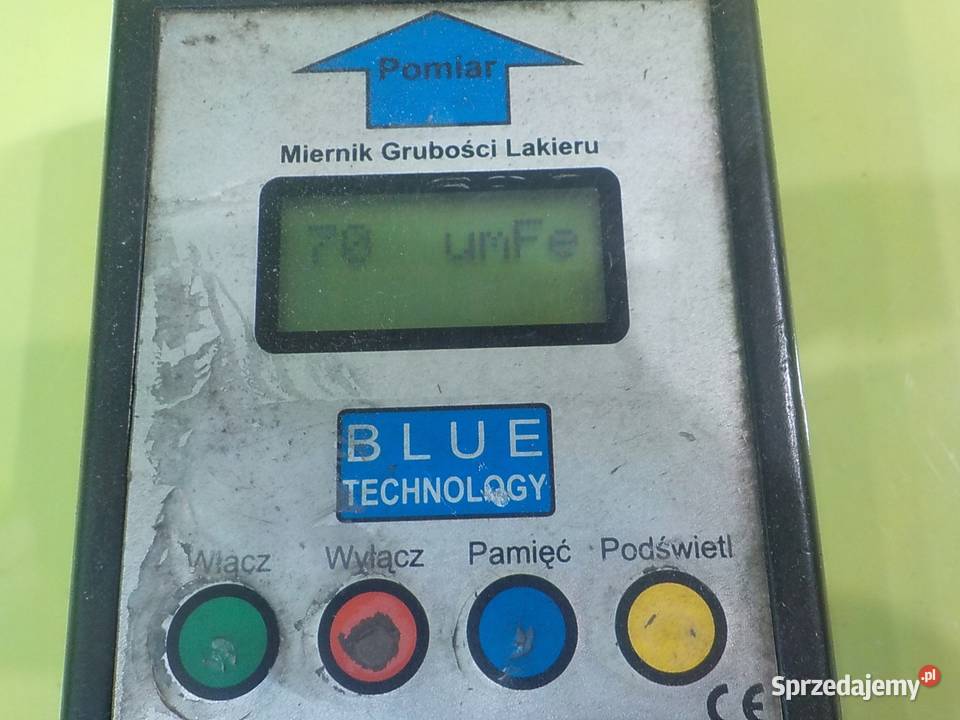 Pomiar
Miernik Grubości Lakieru
70 umFe
BLUE
TECHNOLOGY
Włącz Wyłącz Pamięć Podświetl
CE
Sprzedajemy.pl